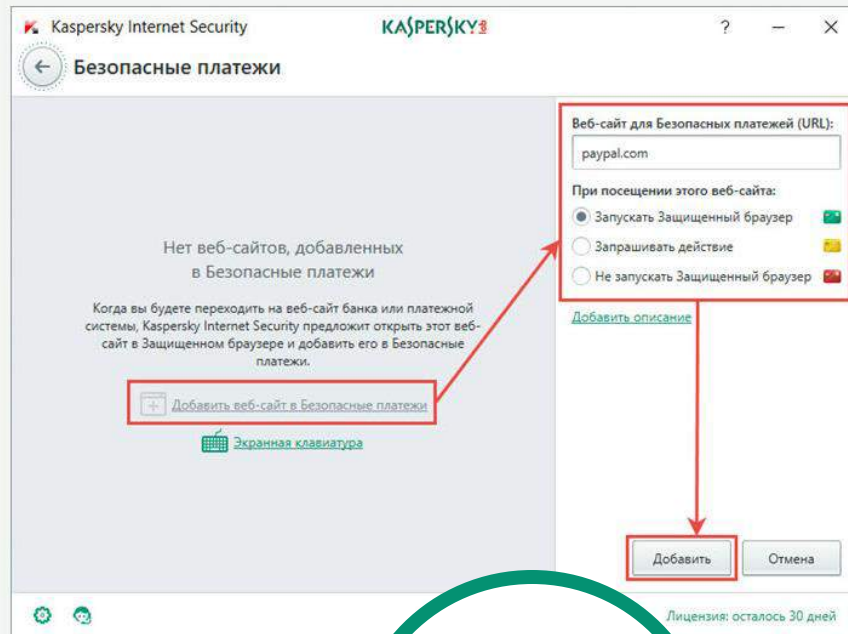 Kaspersky Internet Security
KASPERSKY
?
Безопасные платежи
Нет веб-сайтов, добавленных
в Безопасные платежи
Когда вы будете переходить на веб-сайт банка или платежной
системы, Kaspersky Internet Security предложит открыть этот веб-
сайт в Защищенном браузере и добавить его в Безопасные
платежи.
Добавить веб-сайт в Безопасные платежи
Экранная клавиатура
Веб-сайт для Безопасных платежей (URL):
paypal.com
При посещении этого веб-сайта:
Запускать Защищенный браузер
Запрашивать действие
Не запускать Защищенный браузер
Добавить описание
Добавить
Отмена
Лицензия: осталось 30 дней